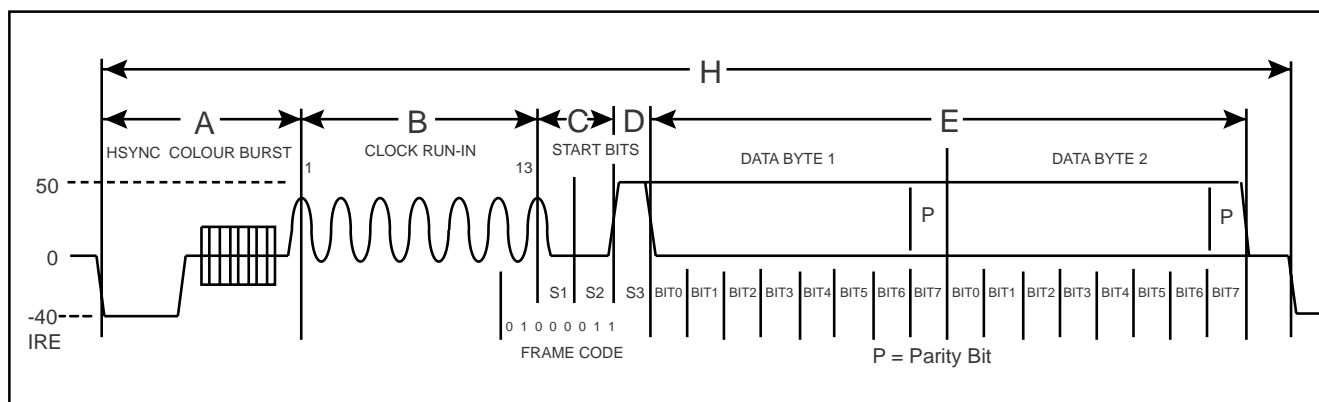 H
A B C D E
HSYNC COLOUR BURST CLOCK RUN-IN START BITS
DATA BYTE 1 DATA BYTE 2
1 13
50
P P
0
S1 S2 S3 BIT0 BIT1 BIT2 BIT3 BIT4 BIT5 BIT6 BIT7 BIT0 BIT1 BIT2 BIT3 BIT4 BIT5 BIT6 BIT7
-40
0 1 0 0 0 0 1 1
IRE
FRAME CODE
P = Parity Bit